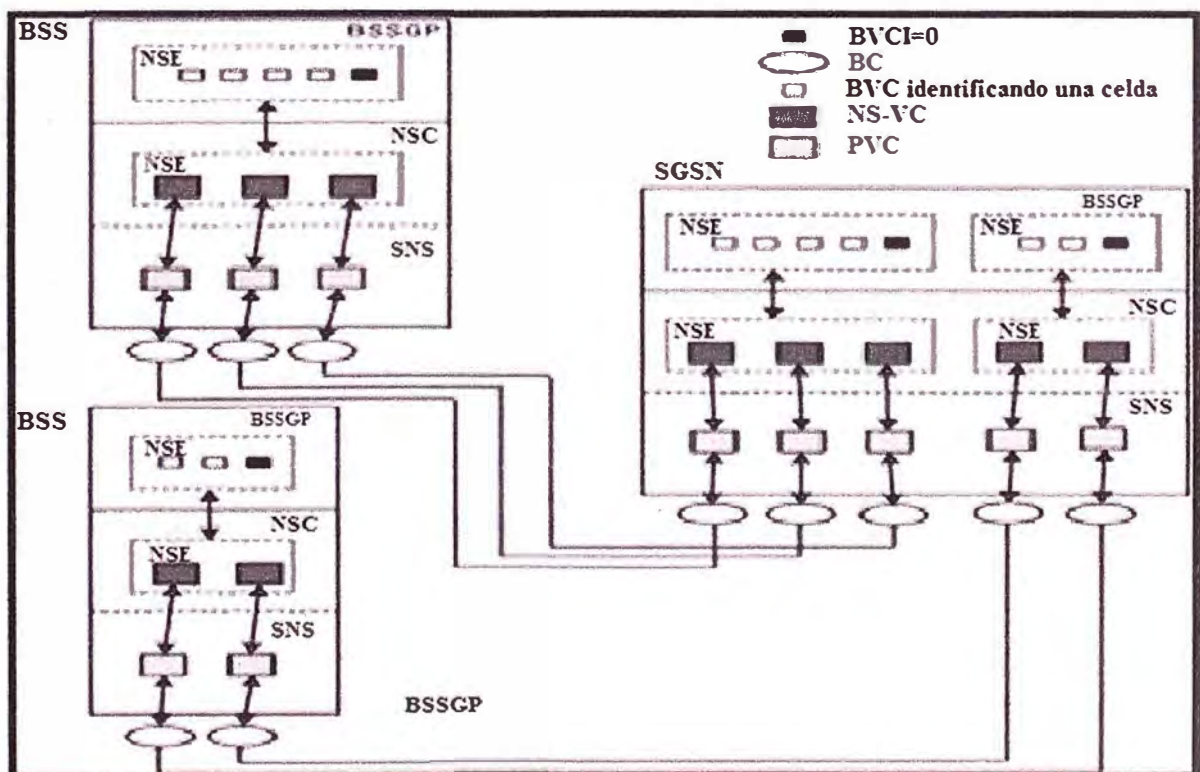 BSS
BSSGP
NSE
NSC
NSE
SNS
BVCI=0
BC
BVC identificando una celda
NS-VC
PVC
SGSN
BSSGP
NSE
NSE
NSC
NSE
NSE
SNS
BSS
BSSGP
NSE
NSC
NSE
SNS
BSSGP